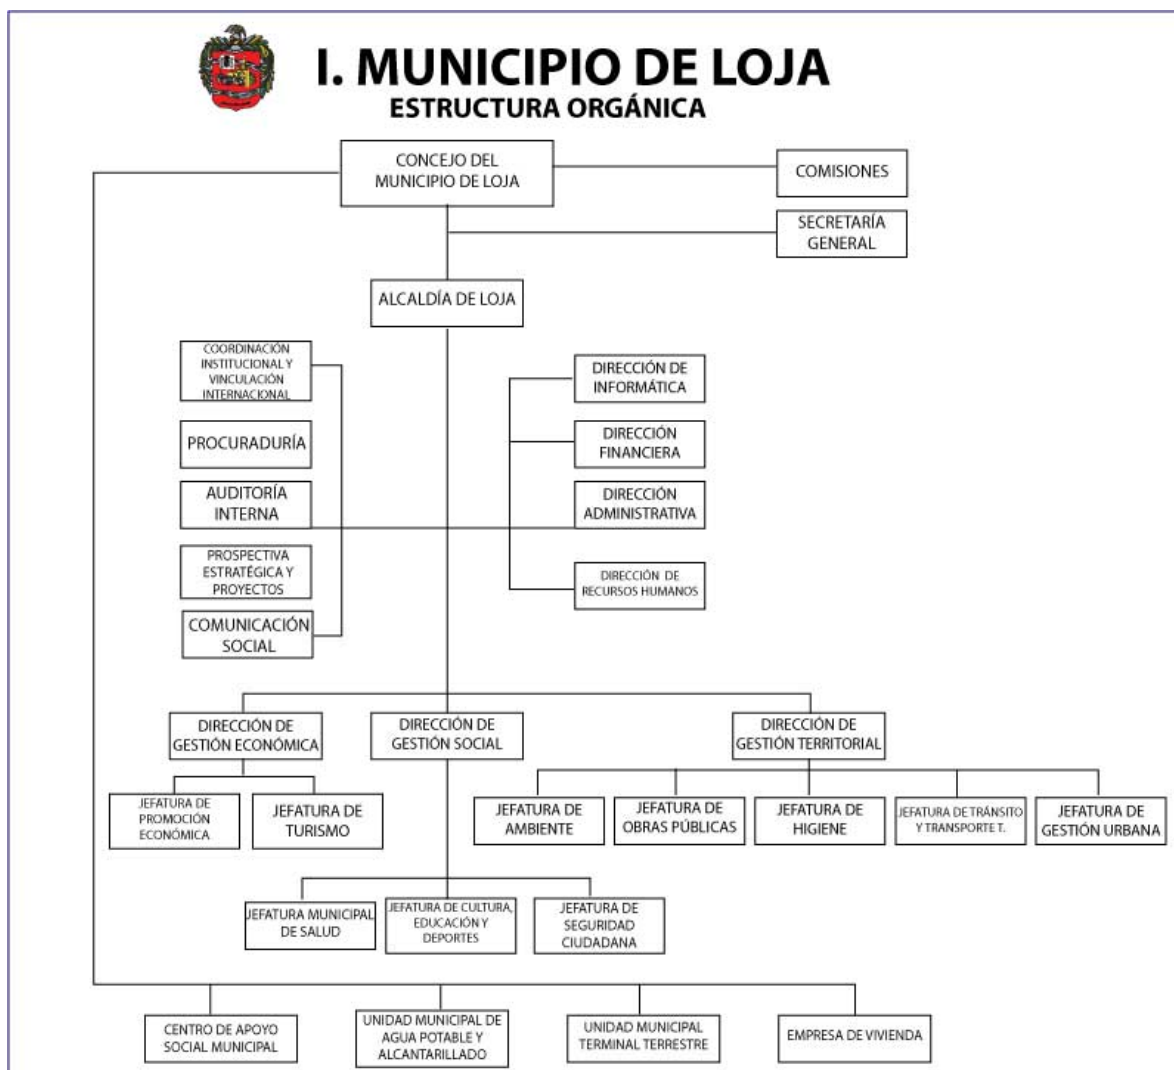 I. MUNICIPIO DE LOJA
ESTRUCTURA ORGÁNICA
CONCEJO DEL
MUNICIPIO DE LOJA
COMISIONES
SECRETARÍA
GENERAL
ALCALDÍA DE LOJA
COORDINACIÓN
INSTITUCIONAL Y
VINCULACIÓN
INTERNACIONAL
PROCURADURÍA
AUDITORÍA
INTERNA
PROSPECTIVA
ESTRATÉGICA Y
PROYECTOS
COMUNICACIÓN
SOCIAL
DIRECCIÓN DE
INFORMÁTICA
DIRECCIÓN
FINANCIERA
DIRECCIÓN
ADMINISTRATIVA
DIRECCIÓN DE
RECURSOS HUMANOS
DIRECCIÓN DE
GESTIÓN ECONÓMICA
DIRECCIÓN DE
GESTIÓN SOCIAL
DIRECCIÓN DE
GESTIÓN TERRITORIAL
JEFATURA DE
PROMOCIÓN
ECONÓMICA
JEFATURA DE
TURISMO
JEFATURA DE
AMBIENTE
JEFATURA DE
OBRAS PÚBLICAS
JEFATURA DE
HIGIENE
JEFATURA DE TRÁNSITO
Y TRANSPORTE T.
JEFATURA DE
GESTIÓN URBANA
JEFATURA MUNICIPAL
DE SALUD
JEFATURA DE CULTURA,
EDUCACIÓN Y
DEPORTES
JEFATURA DE
SEGURIDAD
CIUDADANA
CENTRO DE APOYO
SOCIAL MUNICIPAL
UNIDAD MUNICIPAL DE
AGUA POTABLE Y
ALCANTARILLADO
UNIDAD MUNICIPAL
TERMINAL TERRESTRE
EMPRESA DE VIVIENDA